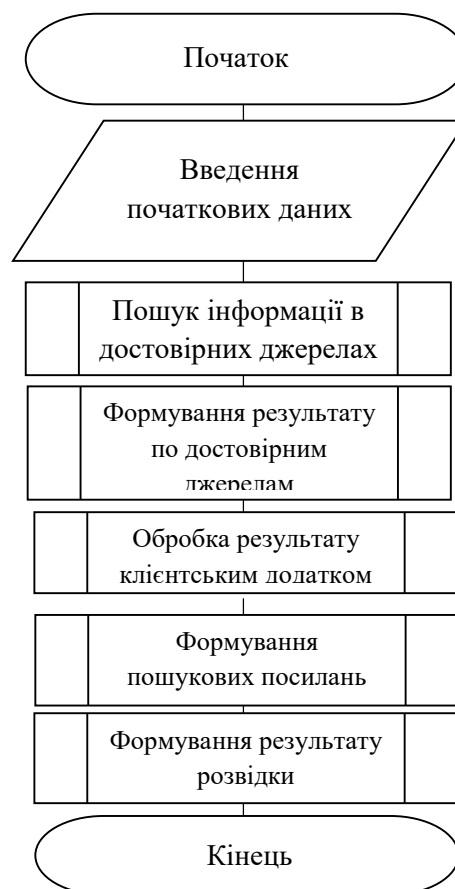 Початок
Введення
початкових даних
Пошук інформації в
достовірних джерелах
Формування результату
по достовірним
джерелам
Обробка результату
клієнтським додатком
Формування
пошукових посилань
Формування результату
розвідки
Кінець